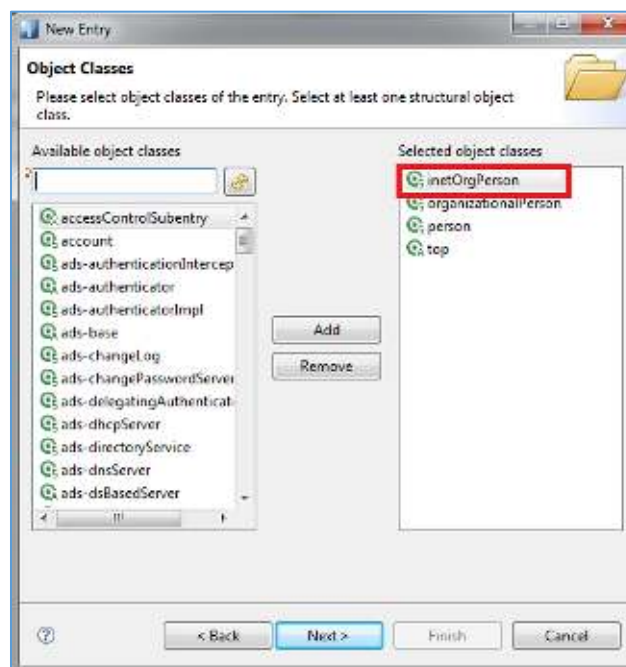 New Entry
Object Classes
Please select object classes of the entry. Select at least one structural object
class.
Available object classes
Selected object classes
inetOrgPerson
organizationalPerson
person
top
accessControlSubentry
account
ads-authenticationIntercep
ads-authenticator
ads-authenticatorImpl
ads-base
ads-changeLog
ads-changePasswordServer
ads-delegatingAuthenticat
ads-dhcpServer
ads-directoryService
ads-dnsServer
ads-dsBasedServer
Add
Remove
< Back
Next >
Finish
Cancel